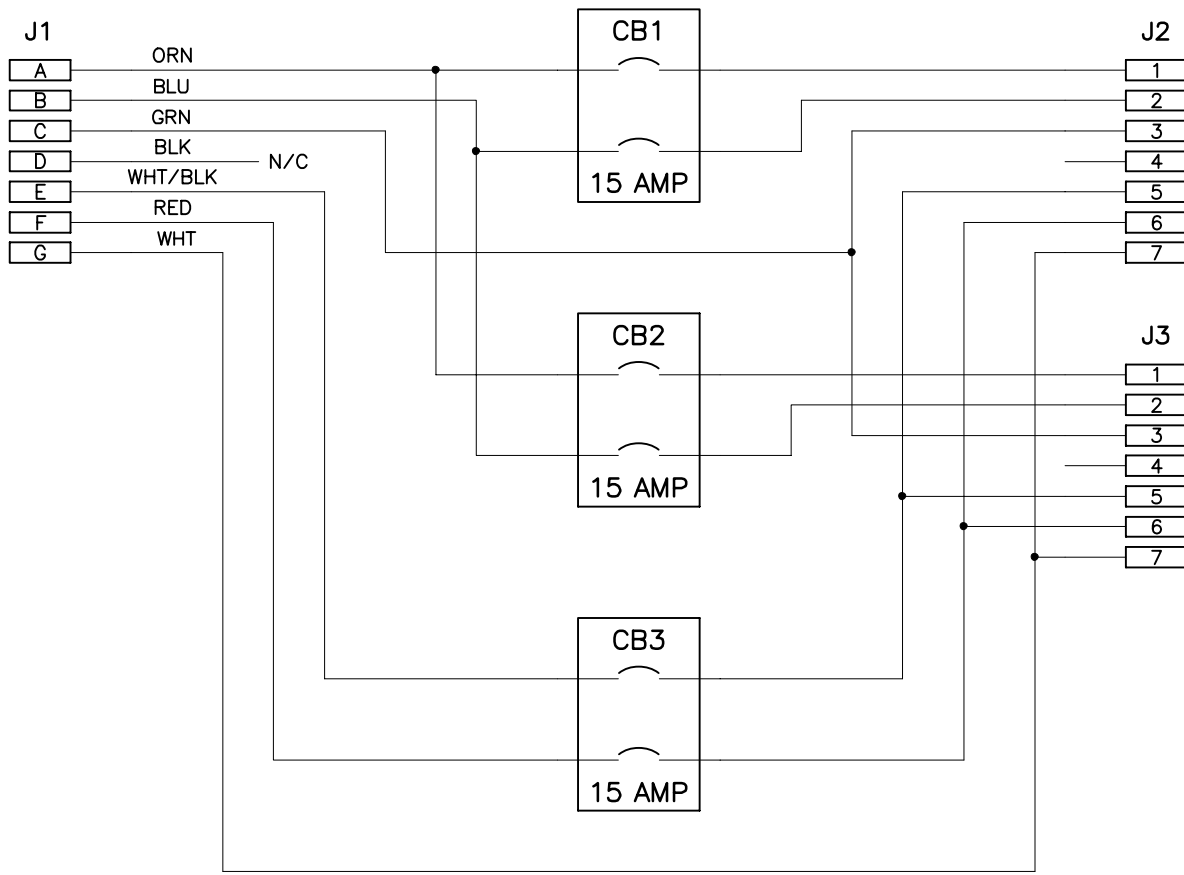 J1
A ORN
B BLU
C GRN
D BLK N/C
E WHT/BLK
F RED
G WHT
CB1
15 AMP
CB2
15 AMP
CB3
15 AMP
J2
1
2
3
4
5
6
7
J3
1
2
3
4
5
6
7